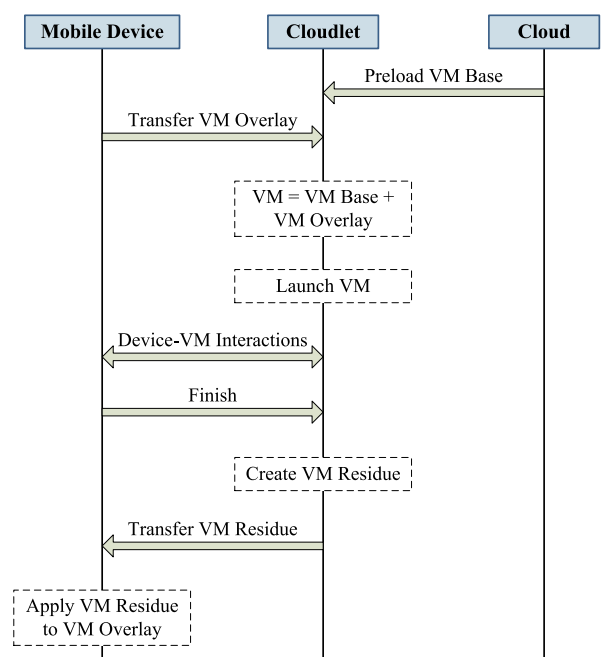 Mobile Device
Cloudlet
Cloud
Preload VM Base
Transfer VM Overlay
VM = VM Base +
VM Overlay
Launch VM
Device-VM Interactions
Finish
Create VM Residue
Transfer VM Residue
Apply VM Residue
to VM Overlay